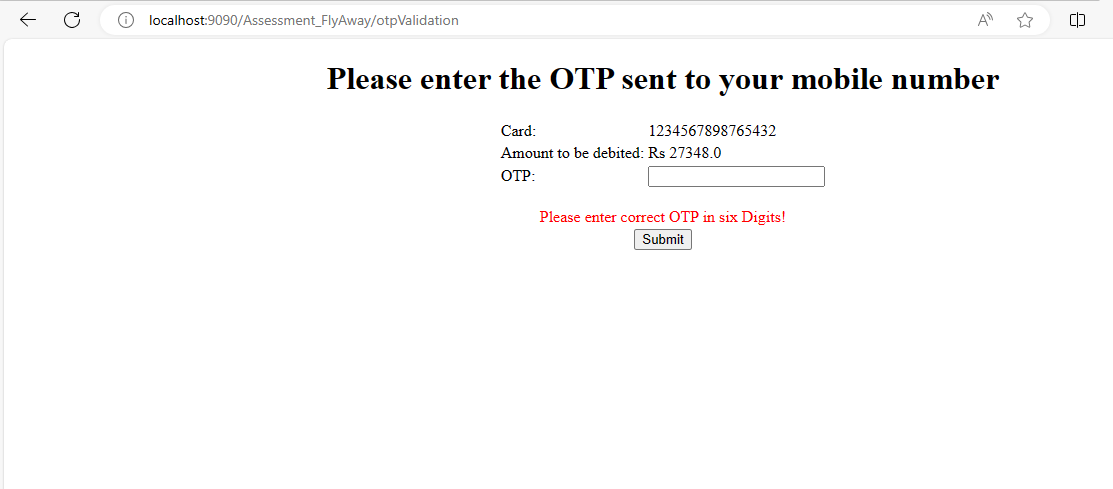 localhost:9090/Assessment_FlyAway/otpValidation
Please enter the OTP sent to your mobile number
Card: 1234567898765432
Amount to be debited: Rs 27348.0
OTP:
Please enter correct OTP in six Digits!
Submit